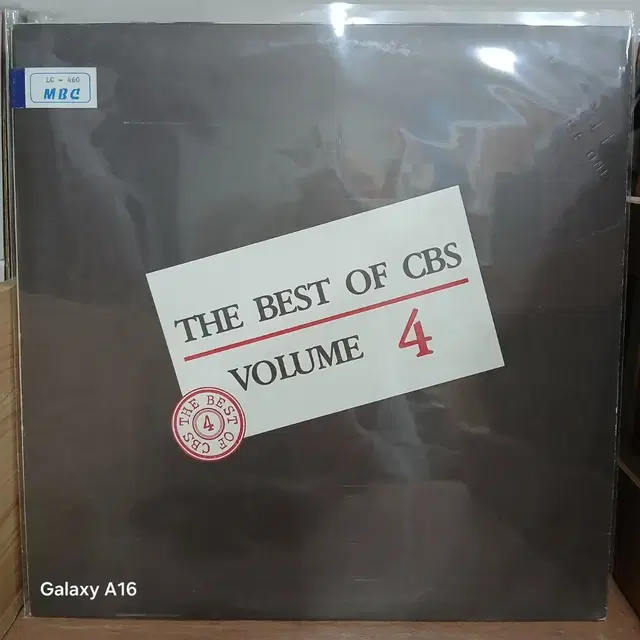 LC - 460
MBC
THE BEST OF CBS
VOLUME 4
THE BEST OF CBS
4
Galaxy A16